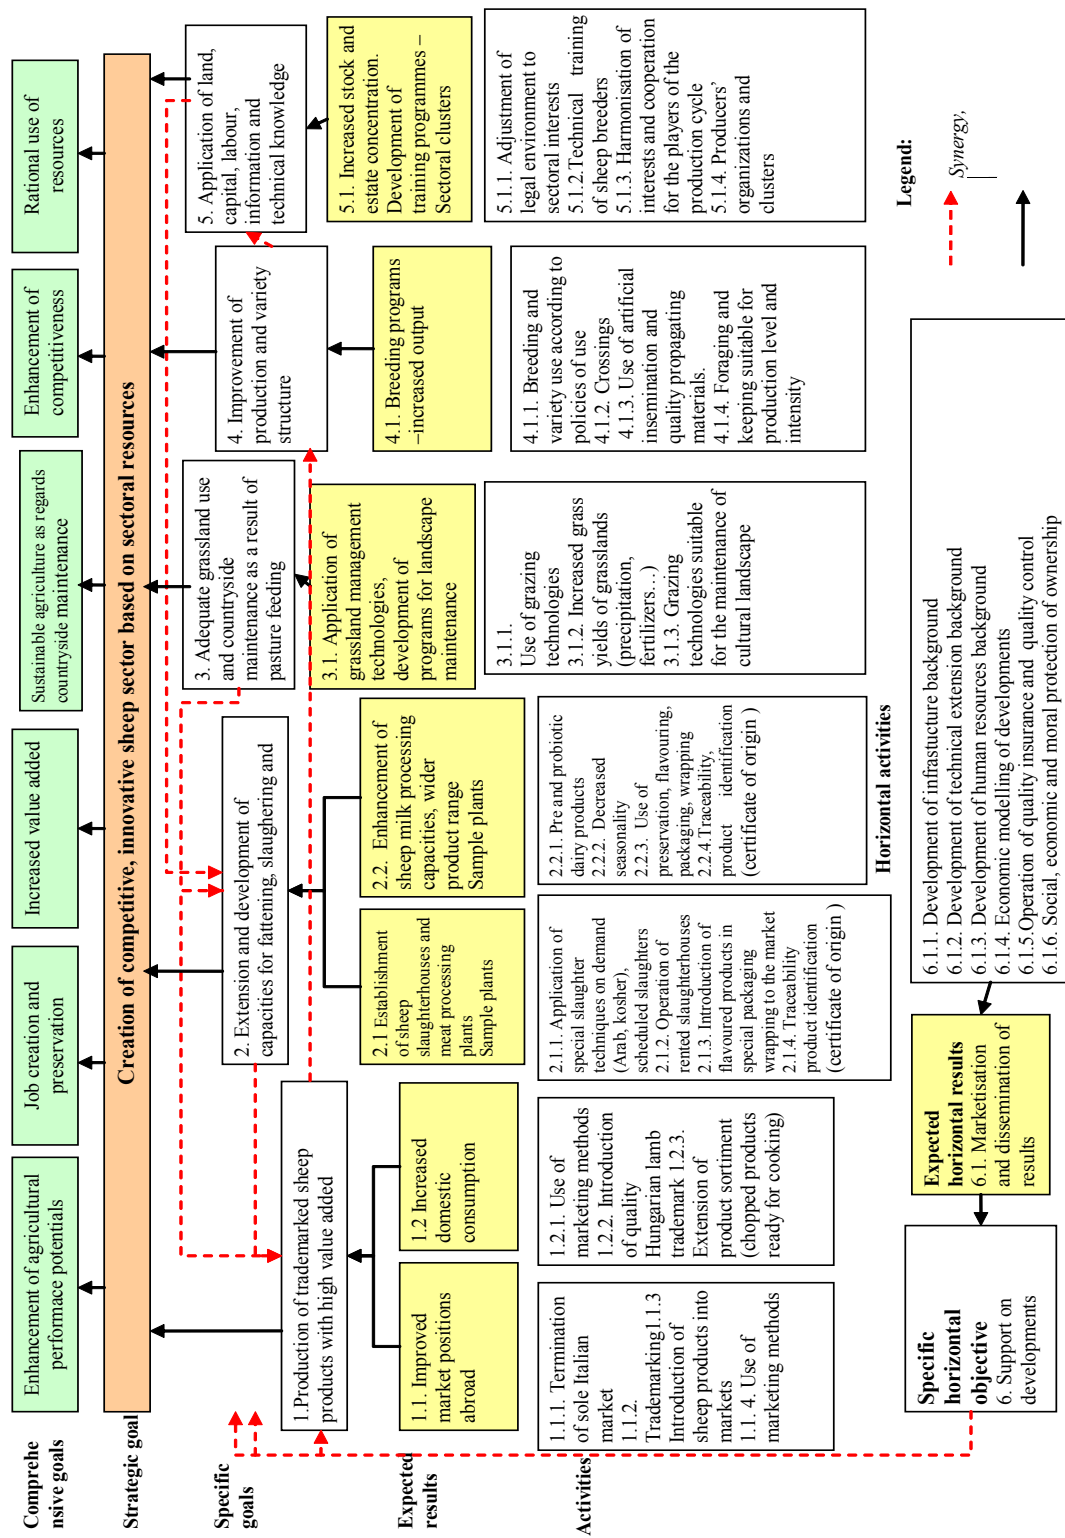 Comprehe
nsive goals
Enhancement of agricultural
performace potentials
Job creation and
preservation
Increased value added
Sustainable agriculture as regards
countryside maintenance
Enhancement of
competitiveness
Rational use of
resources
Strategic goal
Creation of competitive, innovative sheep sector based on sectoral resources
Specific
goals
1.Production of trademarked sheep
products with high value added
2. Extension and development of
capacities for fattening, slaughering and
3. Adequate grassland use
and countryside
maintenance as a result of
pasture feeding
4. Improvement of
production and variety
structure
5. Application of land,
capital, labour,
information and
technical knowledge
Expected
results
1.1. Improved
market positions
abroad
1.2 Increased
domestic
consumption
2.1 Establishment
of sheep
slaughterhouses and
meat processing
plants
Sample plants
2.2. Enhancement of
sheep milk processing
capacities, wider
product range
Sample plants
3.1. Application of
grassland management
technologies,
development of
programs for landscape
maintenance
4.1. Breeding programs
–increased output
5.1. Increased stock and
estate concentration.
Development of
training programmes –
Sectoral clusters
Activities
1.1.1. Termination
of sole Italian
market
1.1.2.
Trademarking1.1.3
Introduction of
sheep products into
markets
1.1. 4. Use of
marketing methods
1.2.1. Use of
marketing methods
1.2.2. Introduction
of quality
Hungarian lamb
trademark 1.2.3.
Extension of
product sortiment
(chopped products
ready for cooking)
2.1.1. Application of
special slaughter
techniques on demand
(Arab, kosher),
scheduled slaughters
2.1.2. Operation of
rented slaughterhouses
2.1.3. Introduction of
flavoured products in
special packaging
wrapping to the market
2.1.4. Traceability
product identification
(certificate of origin )
2.2.1. Pre and probiotic
dairy products
2.2.2. Decreased
seasonality
2.2.3. Use of
preservation, flavouring,
packaging, wrapping
2.2.4.Traceability,
product identification
(certificate of origin )
3.1.1.
Use of grazing
technologies
3.1.2. Increased grass
yields of grasslands
(precipitation,
fertilizers…)
3.1.3. Grazing
technologies suitable
for the maintenance of
cultural landscape
4.1.1. Breeding and
variety use according to
policies of use
4.1.2. Crossings
4.1.3. Use of artificial
insemination and
quality propagating
materials.
4.1.4. Foraging and
keeping suitable for
production level and
intensity
5.1.1. Adjustment of
legal environment to
sectoral interests
5.1.2.Technical training
of sheep breeders
5.1.3. Harmonisation of
interests and cooperation
for the players of the
production cycle
5.1.4. Producers’
organizations and
clusters
Horizontal activities
Specific
horizontal
objective
6. Support on
developments
Expected
horizontal results
6.1. Marketisation
and dissemination of
results
6.1.1. Development of infrastucture background
6.1.2. Development of technical extension background
6.1.3. Development of human resources background
6.1.4. Economic modelling of developments
6.1.5.Operation of quality insurance and quality control
6.1.6. Social, economic and moral protection of ownership
Legend:
Synergy,